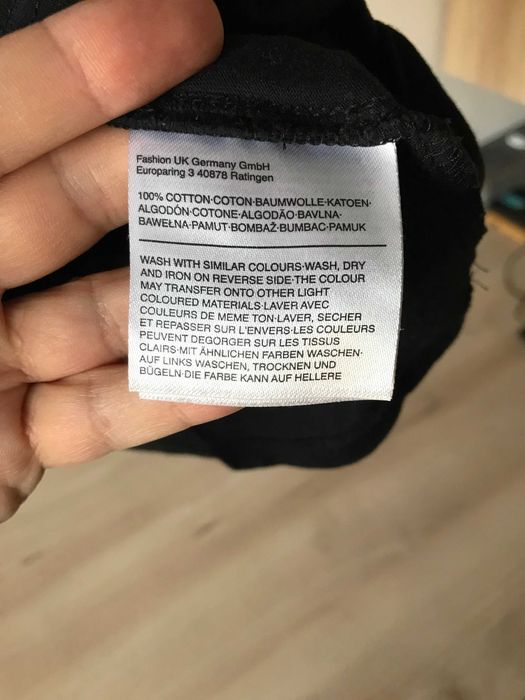 Fashion UK Germany GmbH
Europaring 3 40878 Ratingen
100% COTTON·COTON·BAUMWOLLE·KATOEN·
ALGODÓN·COTONE·ALGODÃO·BAVLNA·
BAWEŁNA·PAMUT·BOMBAŽ·BUMBAC·PAMUK
WASH WITH SIMILAR COLOURS·WASH, DRY
AND IRON ON REVERSE SIDE·THE COLOUR
MAY TRANSFER ONTO OTHER LIGHT
COLOURED MATERIALS·LAVER AVEC
COULEURS DE MEME TON·LAVER, SECHER
ET REPASSER SUR L'ENVERS·LES COULEURS
PEUVENT DEGORGER SUR LES TISSUS
CLAIRS·MIT ÄHNLICHEN FARBEN WASCHEN·
AUF LINKS WASCHEN, TROCKNEN UND
BÜGELN·DIE FARBE KANN AUF HELLERE